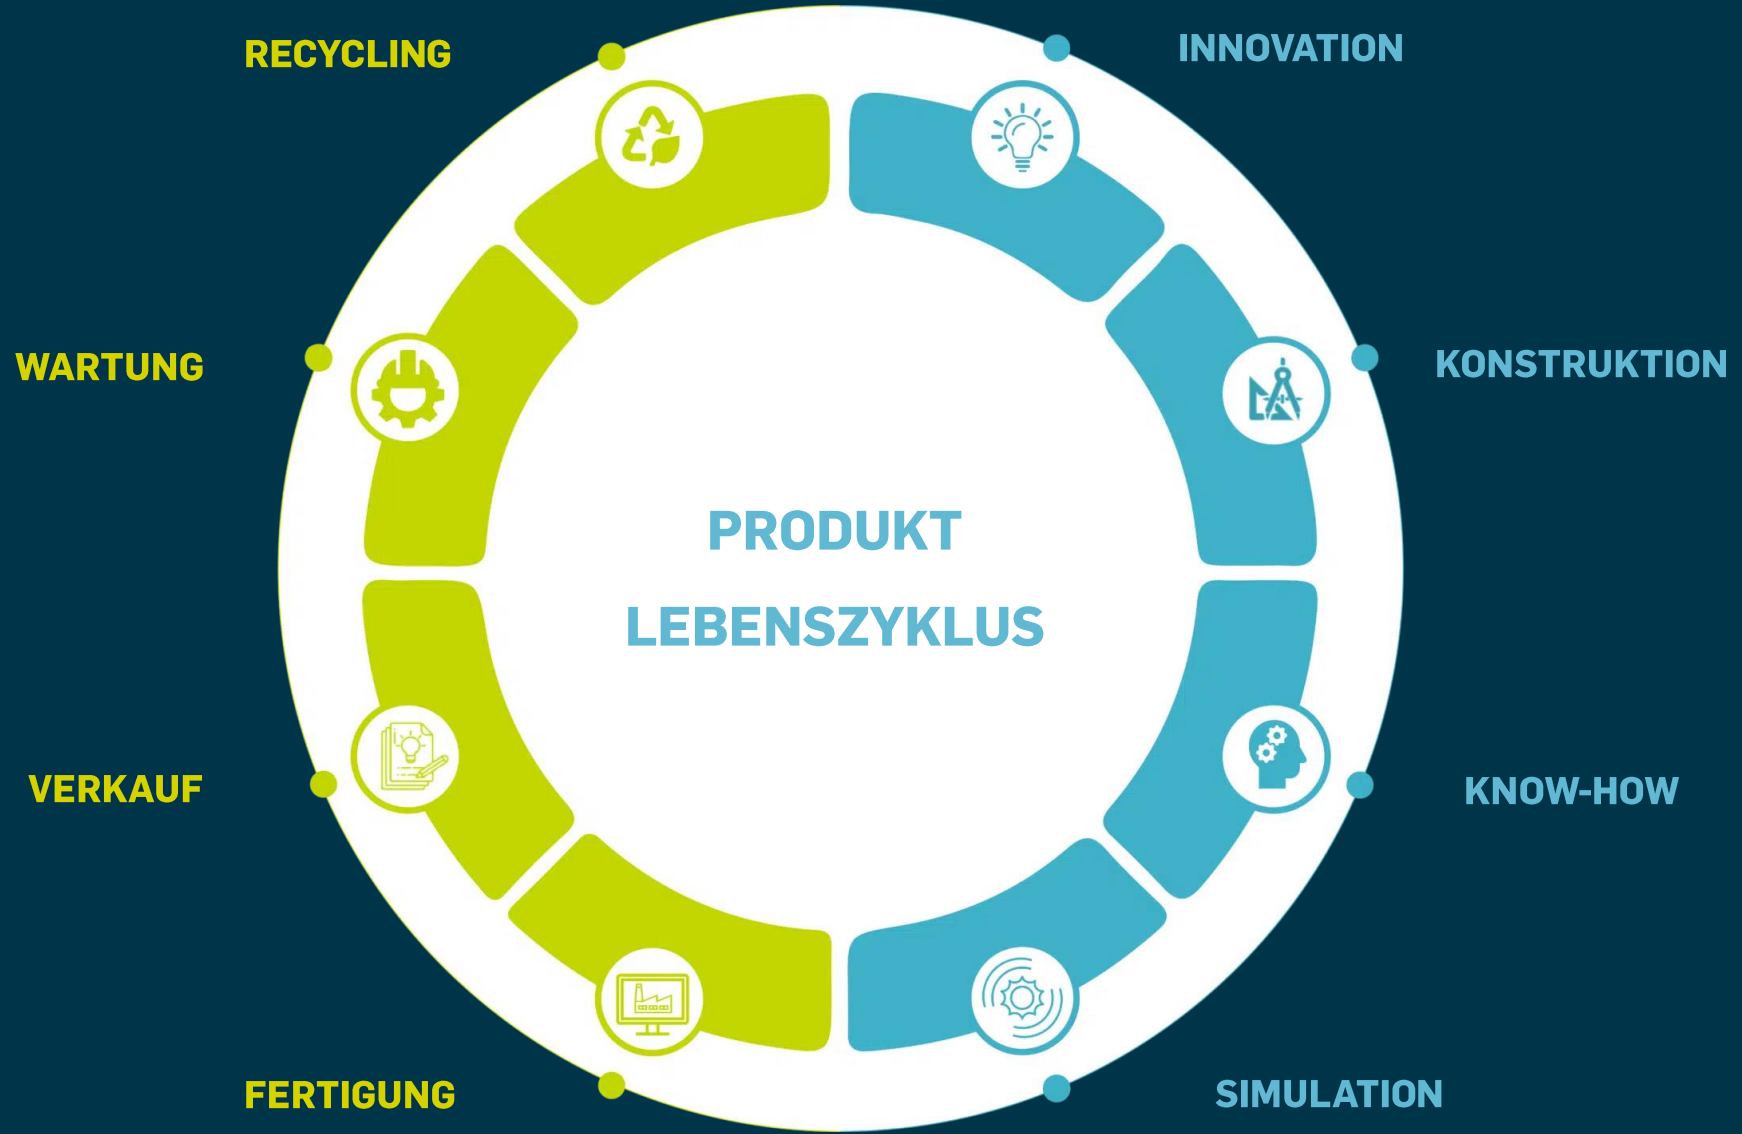 RECYCLING
INNOVATION
WARTUNG
KONSTRUKTION
PRODUKT
LEBENSZYKLUS
VERKAUF
KNOW-HOW
FERTIGUNG
SIMULATION